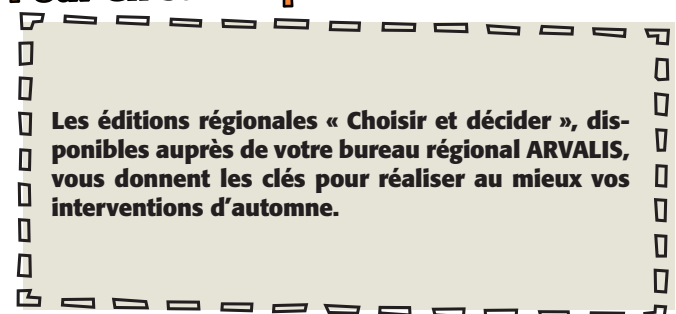 Les éditions régionales « Choisir et décider », dis-
ponibles auprès de votre bureau régional ARVALIS,
vous donnent les clés pour réaliser au mieux vos
interventions d'automne.